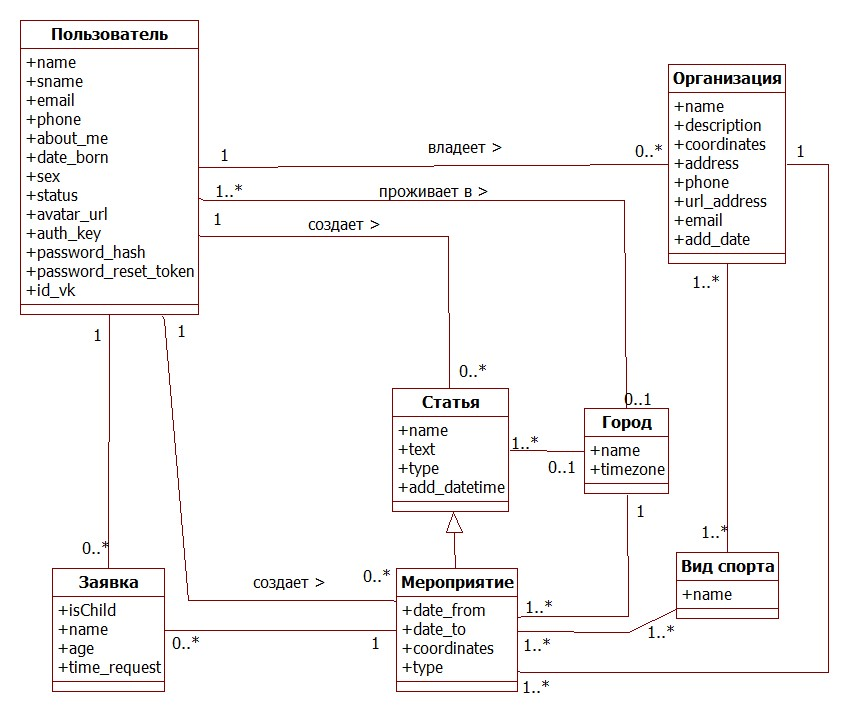 Пользователь
+name
+sname
+email
+phone
+about_me
+date_born
+sex
+status
+avatar_url
+auth_key
+password_hash
+password_reset_token
+id_vk
Организация
+name
+description
+coordinates
+address
+phone
+url_address
+email
+add_date
1
владеет >
0..*
1
1..*
проживает в >
1
создает >
1..*
1
1
0..*
0..1
Статья
+name
+text
+type
+add_datetime
1..*
0..1
Город
+name
+timezone
1
1..*
0..*
Заявка
+isChild
+name
+age
+time_request
создает >
0..*
Мероприятие
+date_from
+date_to
+coordinates
+type
Вид спорта
+name
1..*
1..*
1..*
0..*
1
1..*